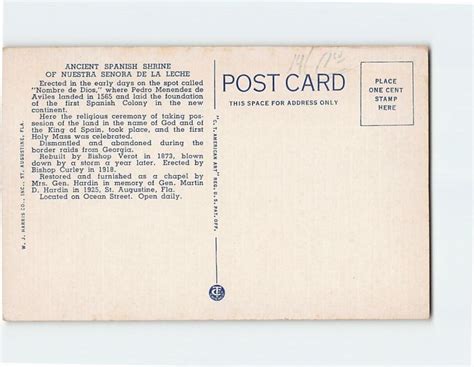 ANCIENT SPANISH SHRINE
OF NUESTRA SENORA DE LA LECHE
Erected in the early days on the spot called
"Nombre de Dios," where Pedro Menendez de
Aviles landed in 1565 and laid the foundation
of the first Spanish Colony in the new
continent.
Here the religious ceremony of taking pos-
session of the land in the name of God and of
the King of Spain, took place, and the first
Holy Mass was celebrated.
Dismantled and abandoned during the
border raids from Georgia.
Rebuilt by Bishop Verot in 1873, blown
down by a storm a year later. Erected by
Bishop Curley in 1918.
Restored and furnished as a chapel by
Mrs. Gen. Hardin in memory of Gen. Martin
D. Hardin in 1925, St. Augustine, Fla.
Located on Ocean Street. Open daily.
W. J. HARRIS CO., INC., ST. AUGUSTINE, FLA.
"C. T. AMERICAN ART" REG. U. S. PAT. OFF.
POST CARD
THIS SPACE FOR ADDRESS ONLY
PLACE
ONE CENT
STAMP
HERE